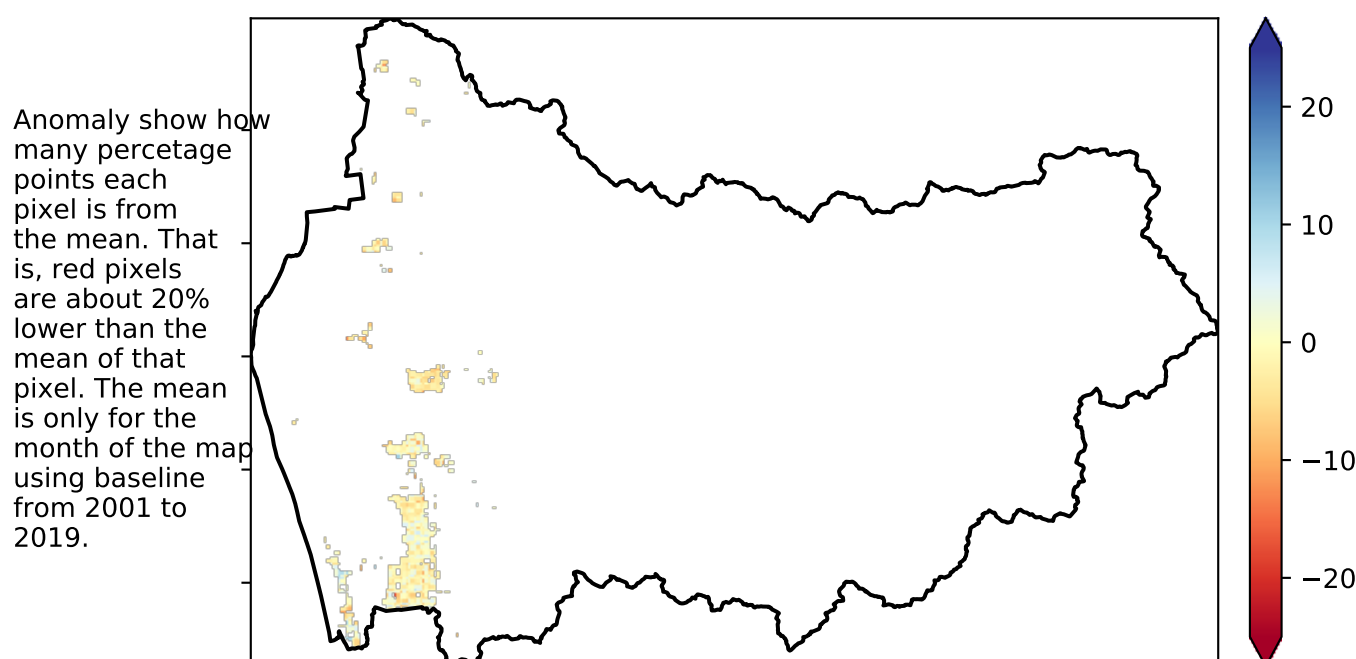 Anomaly show how
many percetage
points each
pixel is from
the mean. That
is, red pixels
are about 20%
lower than the
mean of that
pixel. The mean
is only for the
month of the map
using baseline
from 2001 to
2019.
20
10
0
−10
−20